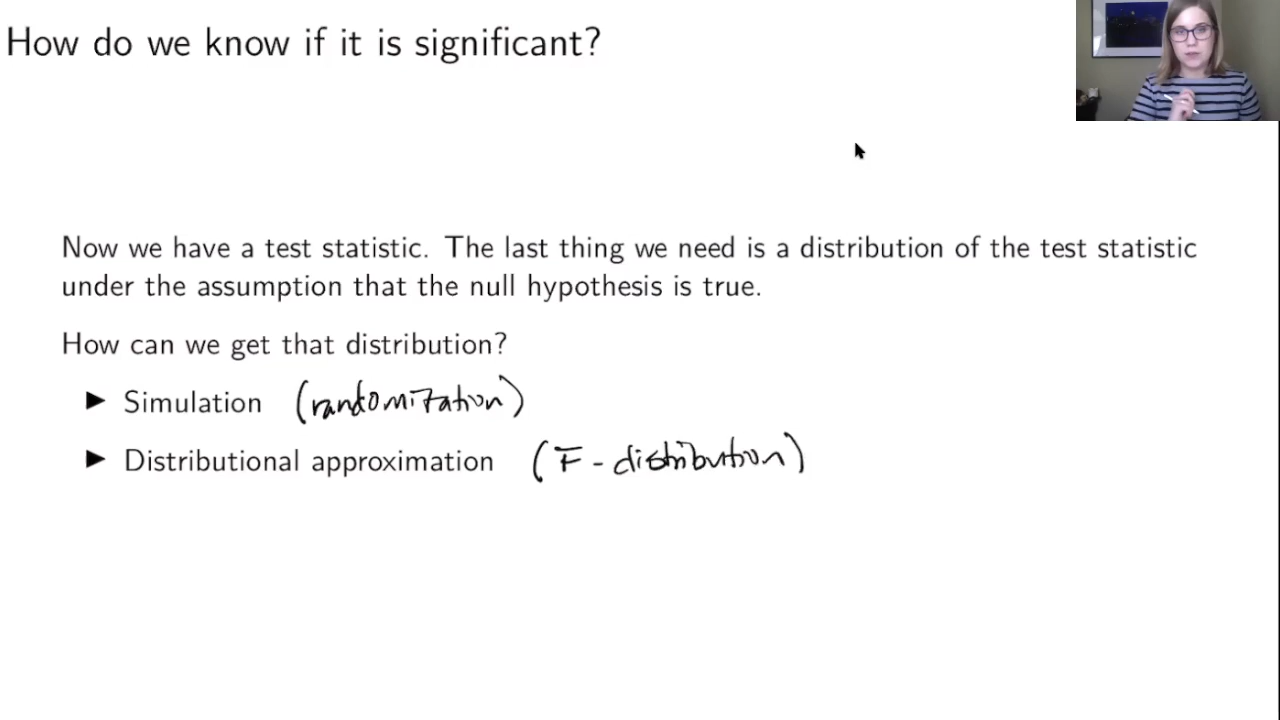 How do we know if it is significant?
Now we have a test statistic. The last thing we need is a distribution of the test statistic
under the assumption that the null hypothesis is true.
How can we get that distribution?
▶ Simulation (randomization)
▶ Distributional approximation (F-distribution)